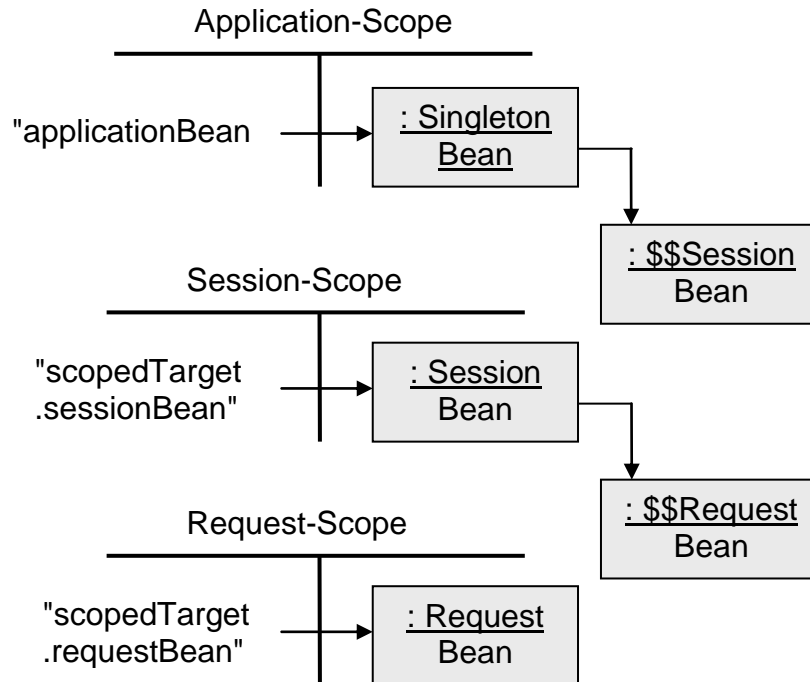 Application-Scope
"applicationBean
: Singleton
Bean
: $$Session
Bean
Session-Scope
"scopedTarget
.sessionBean"
: Session
Bean
: $$Request
Bean
Request-Scope
"scopedTarget
.requestBean"
: Request
Bean